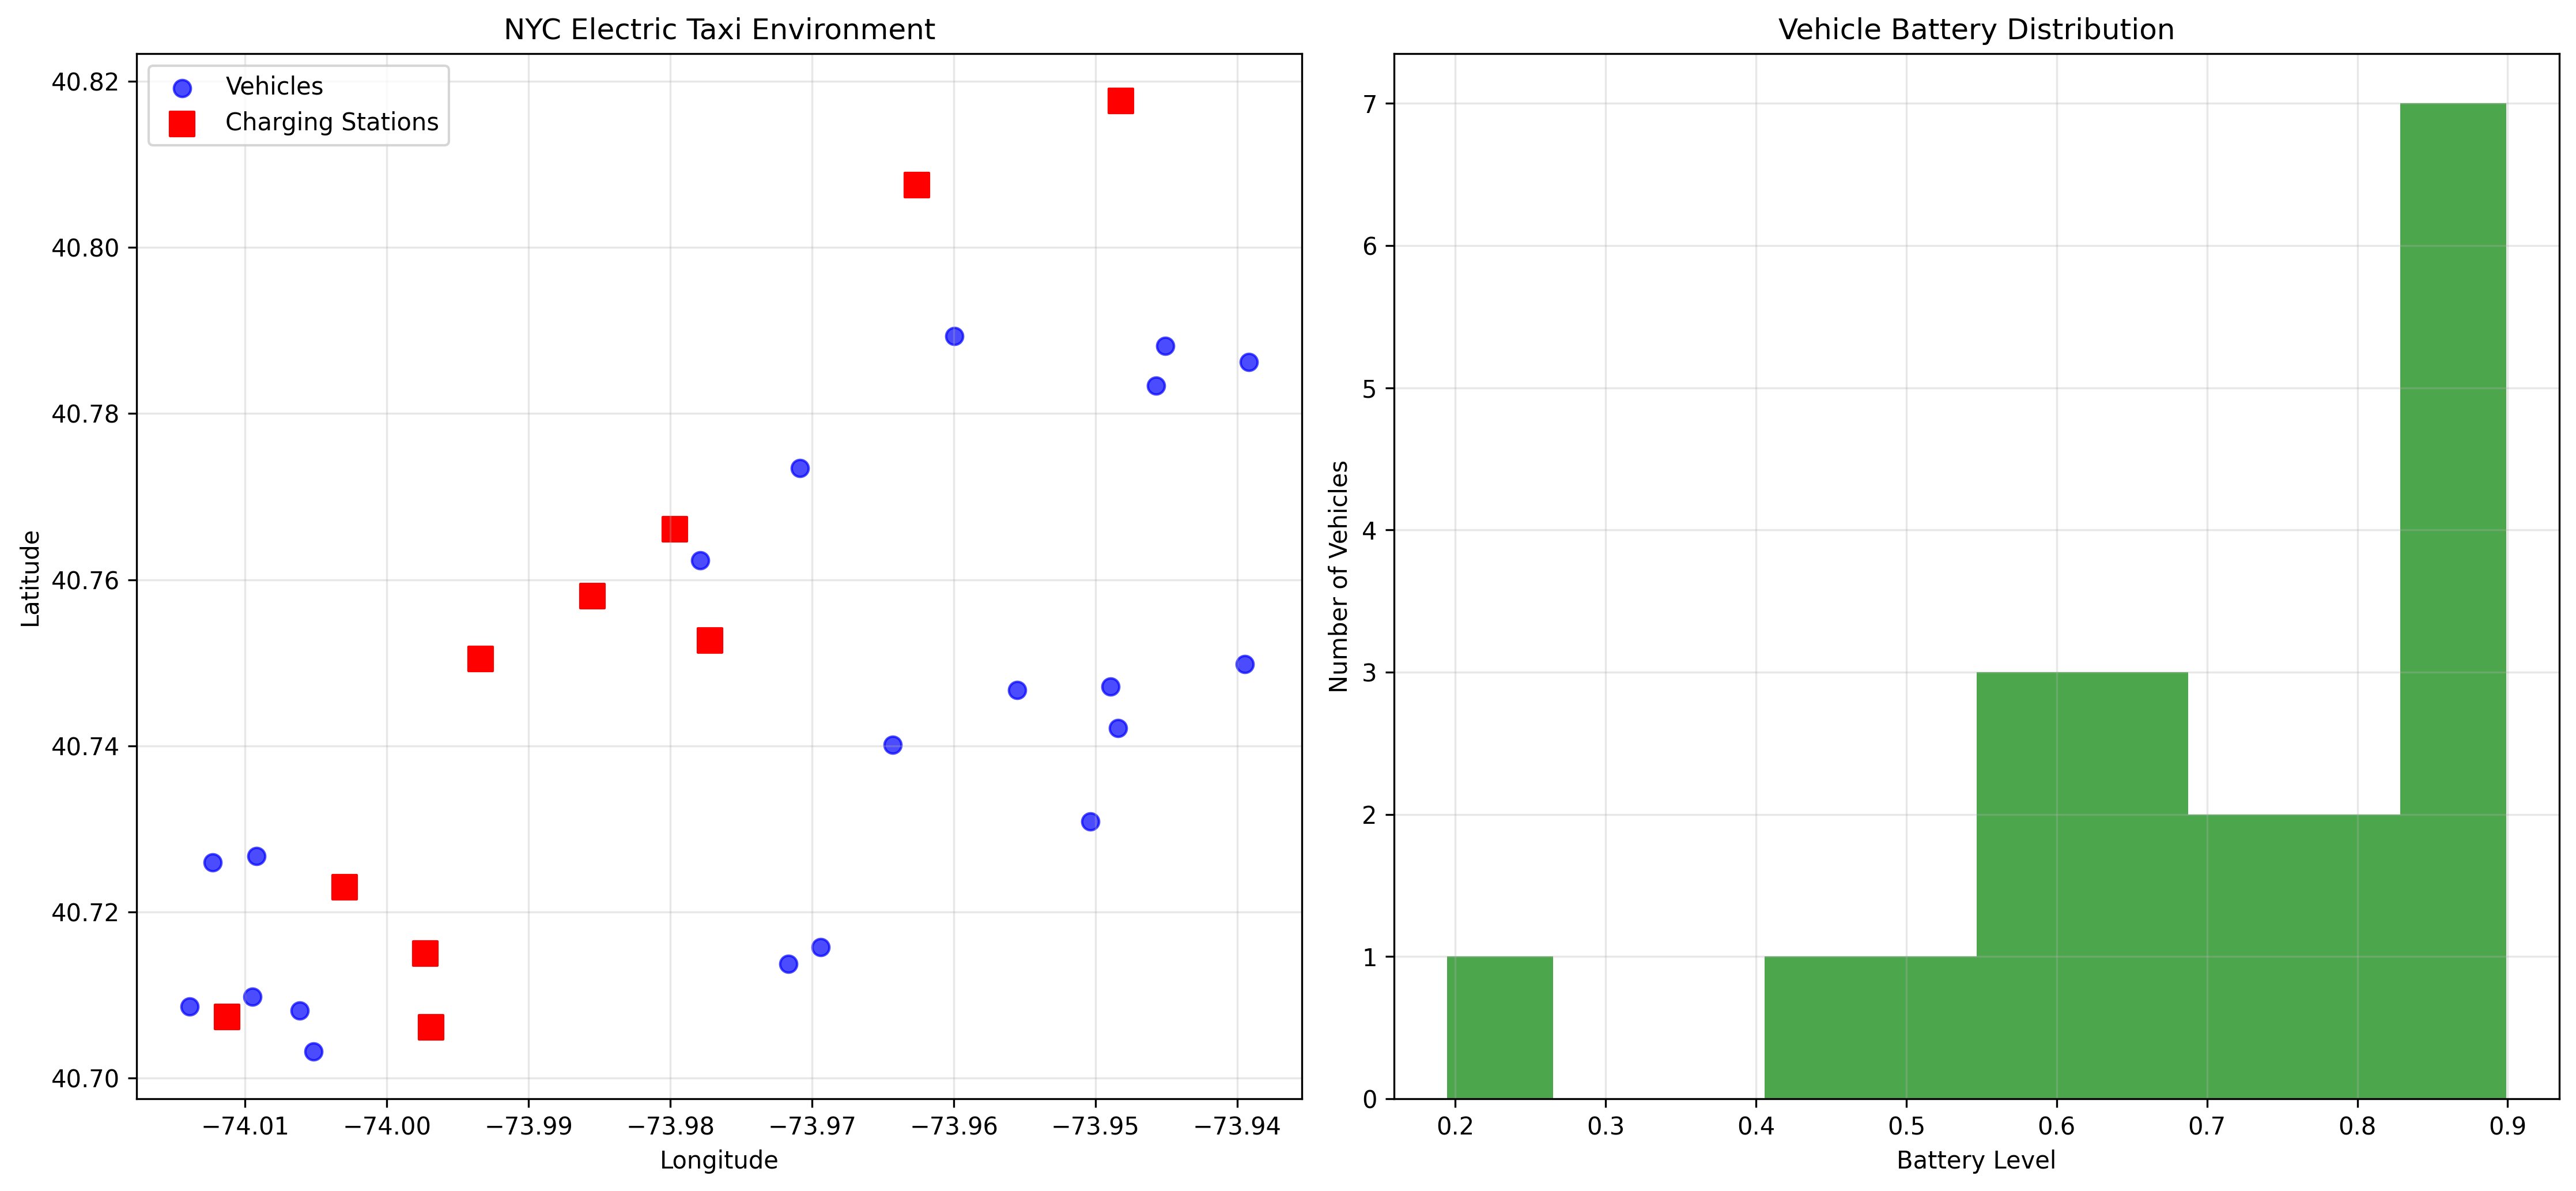 NYC Electric Taxi Environment
Vehicles
Charging Stations
40.82
40.80
40.78
40.76
40.74
40.72
40.70
Latitude
−74.01 −74.00 −73.99 −73.98 −73.97 −73.96 −73.95 −73.94
Longitude
Vehicle Battery Distribution
7
6
5
4
3
2
1
0
Number of Vehicles
0.2 0.3 0.4 0.5 0.6 0.7 0.8 0.9
Battery Level